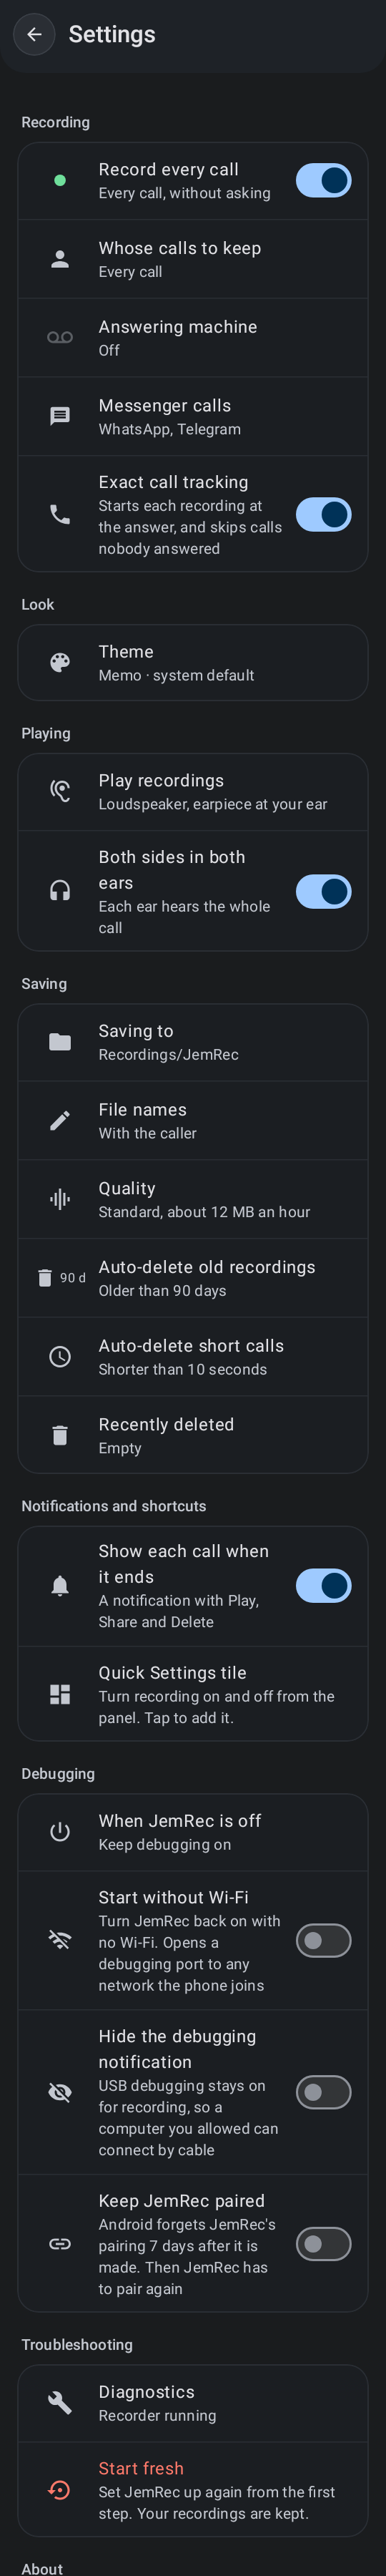 Settings
Recording
Record every call
Every call, without asking
Whose calls to keep
Every call
Answering machine
Off
Messenger calls
WhatsApp, Telegram
Exact call tracking
Starts each recording at
the answer, and skips calls
nobody answered
Look
Theme
Memo · system default
Playing
Play recordings
Loudspeaker, earpiece at your ear
Both sides in both
ears
Each ear hears the whole
call
Saving
Saving to
Recordings/JemRec
File names
With the caller
Quality
Standard, about 12 MB an hour
90 d
Auto-delete old recordings
Older than 90 days
Auto-delete short calls
Shorter than 10 seconds
Recently deleted
Empty
Notifications and shortcuts
Show each call when
it ends
A notification with Play,
Share and Delete
Quick Settings tile
Turn recording on and off from the
panel. Tap to add it.
Debugging
When JemRec is off
Keep debugging on
Start without Wi-Fi
Turn JemRec back on with
no Wi-Fi. Opens a
debugging port to any
network the phone joins
Hide the debugging
notification
USB debugging stays on
for recording, so a
computer you allowed can
connect by cable
Keep JemRec paired
Android forgets JemRec's
pairing 7 days after it is
made. Then JemRec has
to pair again
Troubleshooting
Diagnostics
Recorder running
Start fresh
Set JemRec up again from the first
step. Your recordings are kept.
About